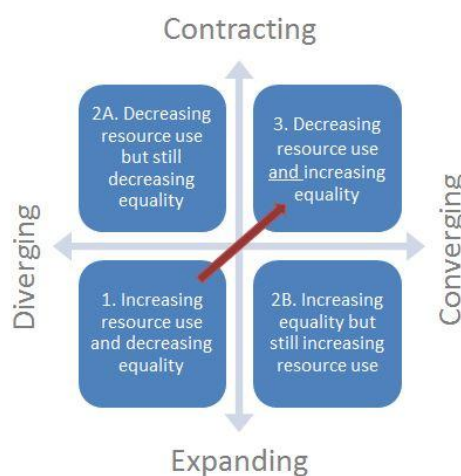 Contracting
2A. Decreasing
resource use
but still
decreasing
equality
3. Decreasing
resource use
and increasing
equality
Diverging
Converging
1. Increasing
resource use
and decreasing
equality
2B. Increasing
equality but
still increasing
resource use
Expanding